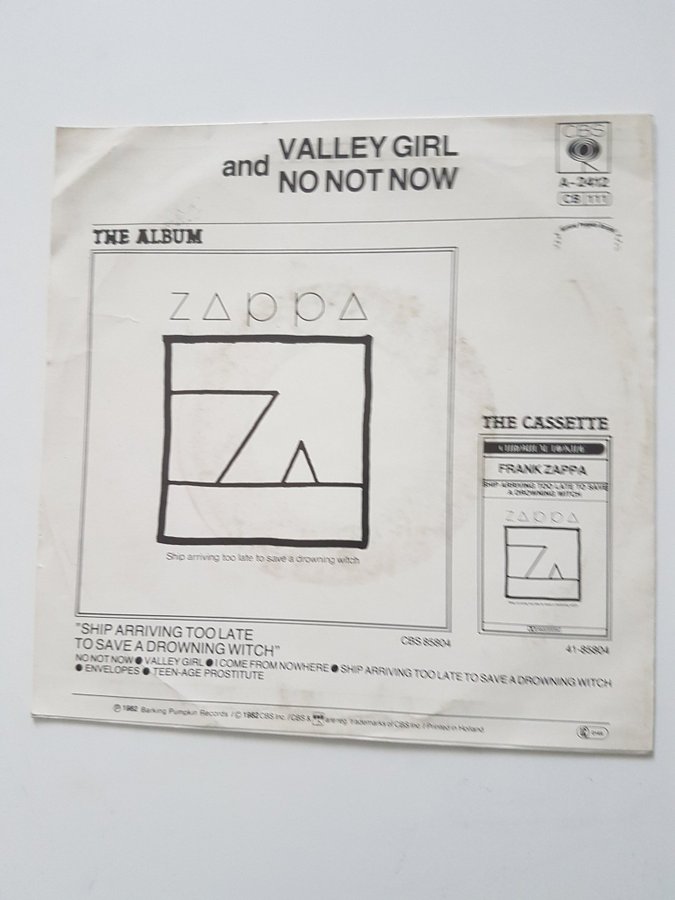 and VALLEY GIRL
NO NOT NOW
CBS
A-2412
CB 111
THE ALBUM
ZAPPA
Ship arriving too late to save a drowning witch
THE CASSETTE
FRANK ZAPPA
SHIP ARRIVING TOO LATE TO SAVE
A DROWNING WITCH
ZAPPA
"SHIP ARRIVING TOO LATE
TO SAVE A DROWNING WITCH"
CBS 85804
41-85804
NO NOT NOW ● VALLEY GIRL ● I COME FROM NOWHERE ● SHIP ARRIVING TOO LATE TO SAVE A DROWNING WITCH
● ENVELOPES ● TEEN-AGE PROSTITUTE
℗ 1982 Barking Pumpkin Records / © 1982 CBS Inc. / CBS & are reg. trademarks of CBS Inc. / Printed in Holland